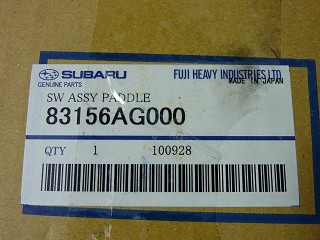 SUBARU FUJI HEAVY INDUSTRIES LTD.
GENUINE PARTS MADE IN JAPAN
SW ASSY PADDLE
83156AG000
QTY 1 100928